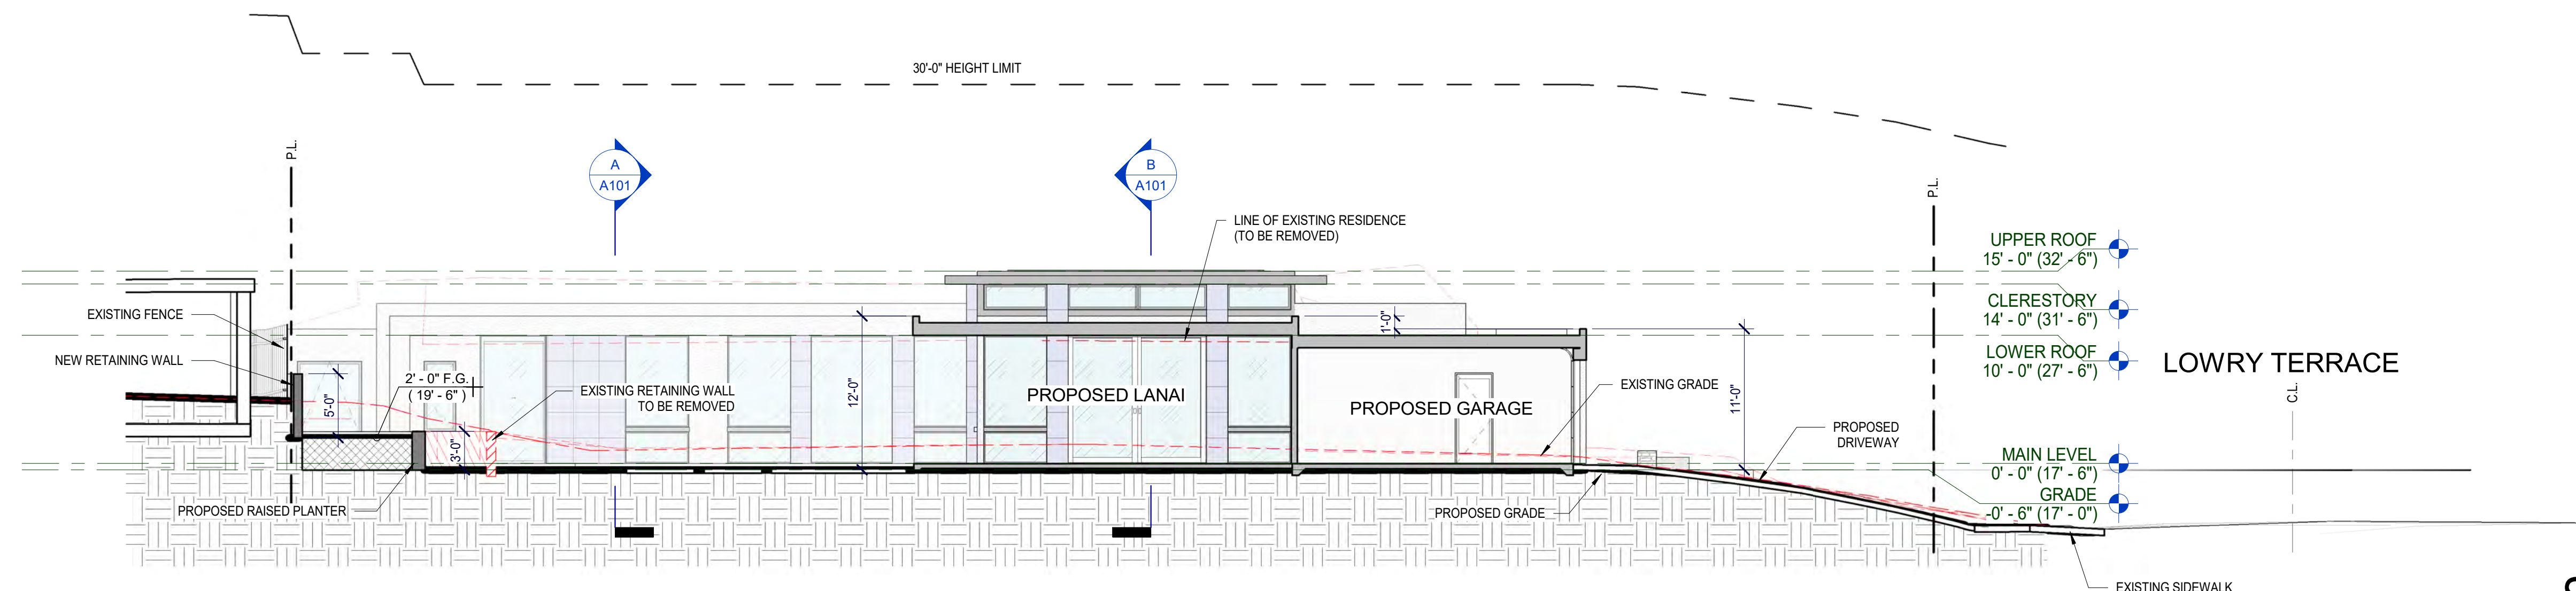 30'-0" HEIGHT LIMIT
P.L.
A
A101
B
A101
P.L.
LINE OF EXISTING RESIDENCE
(TO BE REMOVED)
UPPER ROOF
15' - 0" (32' - 6")
CLERESTORY
14' - 0" (31' - 6")
LOWER ROOF
10' - 0" (27' - 6")
LOWRY TERRACE
C.L.
EXISTING FENCE
NEW RETAINING WALL
5'-0"
2' - 0" F.G.
( 19' - 6" )
3'-0"
EXISTING RETAINING WALL
TO BE REMOVED
12'-0"
PROPOSED LANAI
1'-0"
PROPOSED GARAGE
EXISTING GRADE
11'-0"
PROPOSED
DRIVEWAY
MAIN LEVEL
0' - 0" (17' - 6")
GRADE
-0' - 6" (17' - 0")
PROPOSED RAISED PLANTER
PROPOSED GRADE
EXISTING SIDEWALK